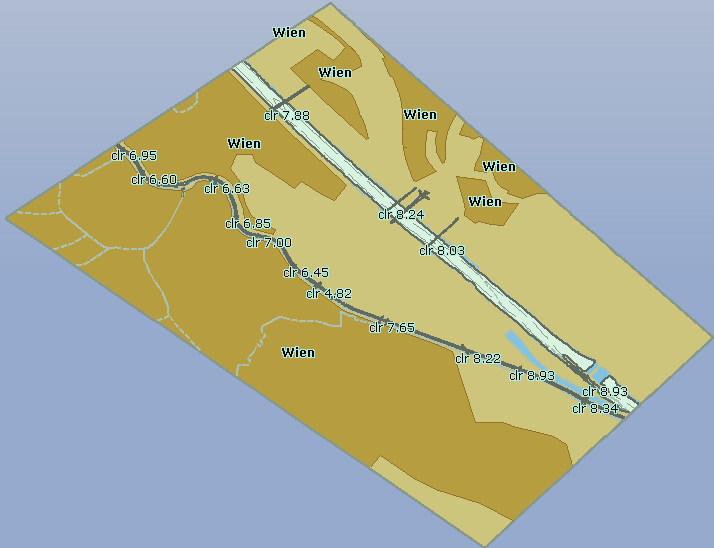 Wien
Wien
clr 7.88
Wien
Wien
clr 6.95
Wien
clr 6.60
clr 6.63
Wien
clr 8.24
clr 6.85
clr 7.00
clr 8.03
clr 6.45
clr 4.82
clr 7.65
Wien
clr 8.22
clr 8.93
clr 8.93
clr 8.34